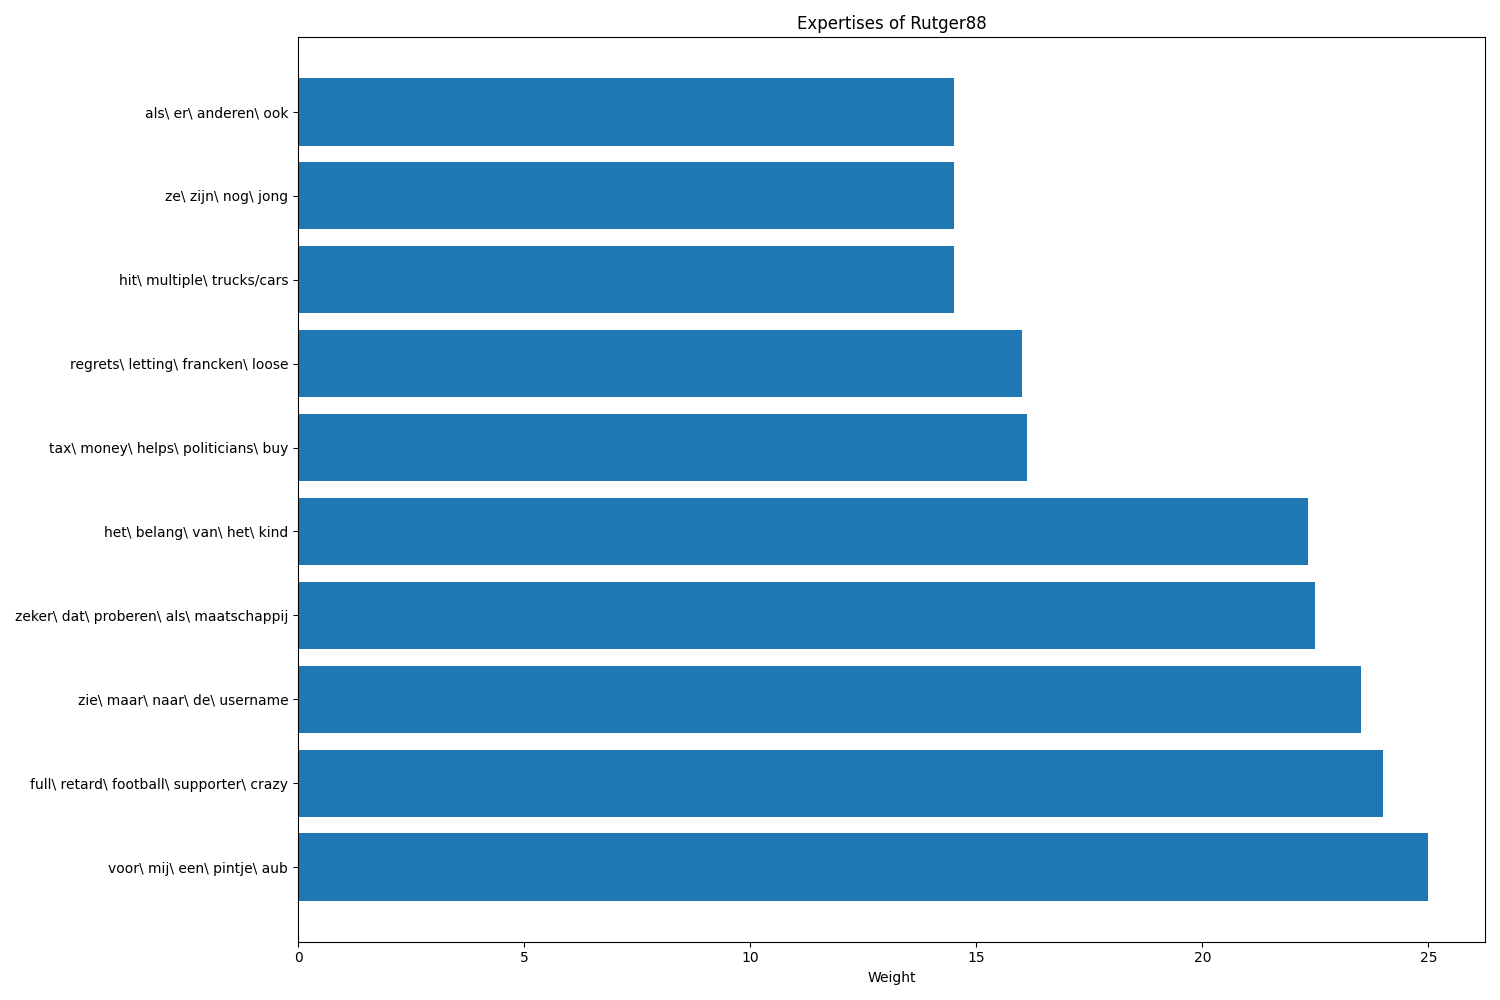 Expertises of Rutger88
als\ er\ anderen\ ook
ze\ zijn\ nog\ jong
hit\ multiple\ trucks/cars
regrets\ letting\ francken\ loose
tax\ money\ helps\ politicians\ buy
het\ belang\ van\ het\ kind
zeker\ dat\ proberen\ als\ maatschappij
zie\ maar\ naar\ de\ username
full\ retard\ football\ supporter\ crazy
voor\ mij\ een\ pintje\ aub
0 5 10 15 20 25
Weight